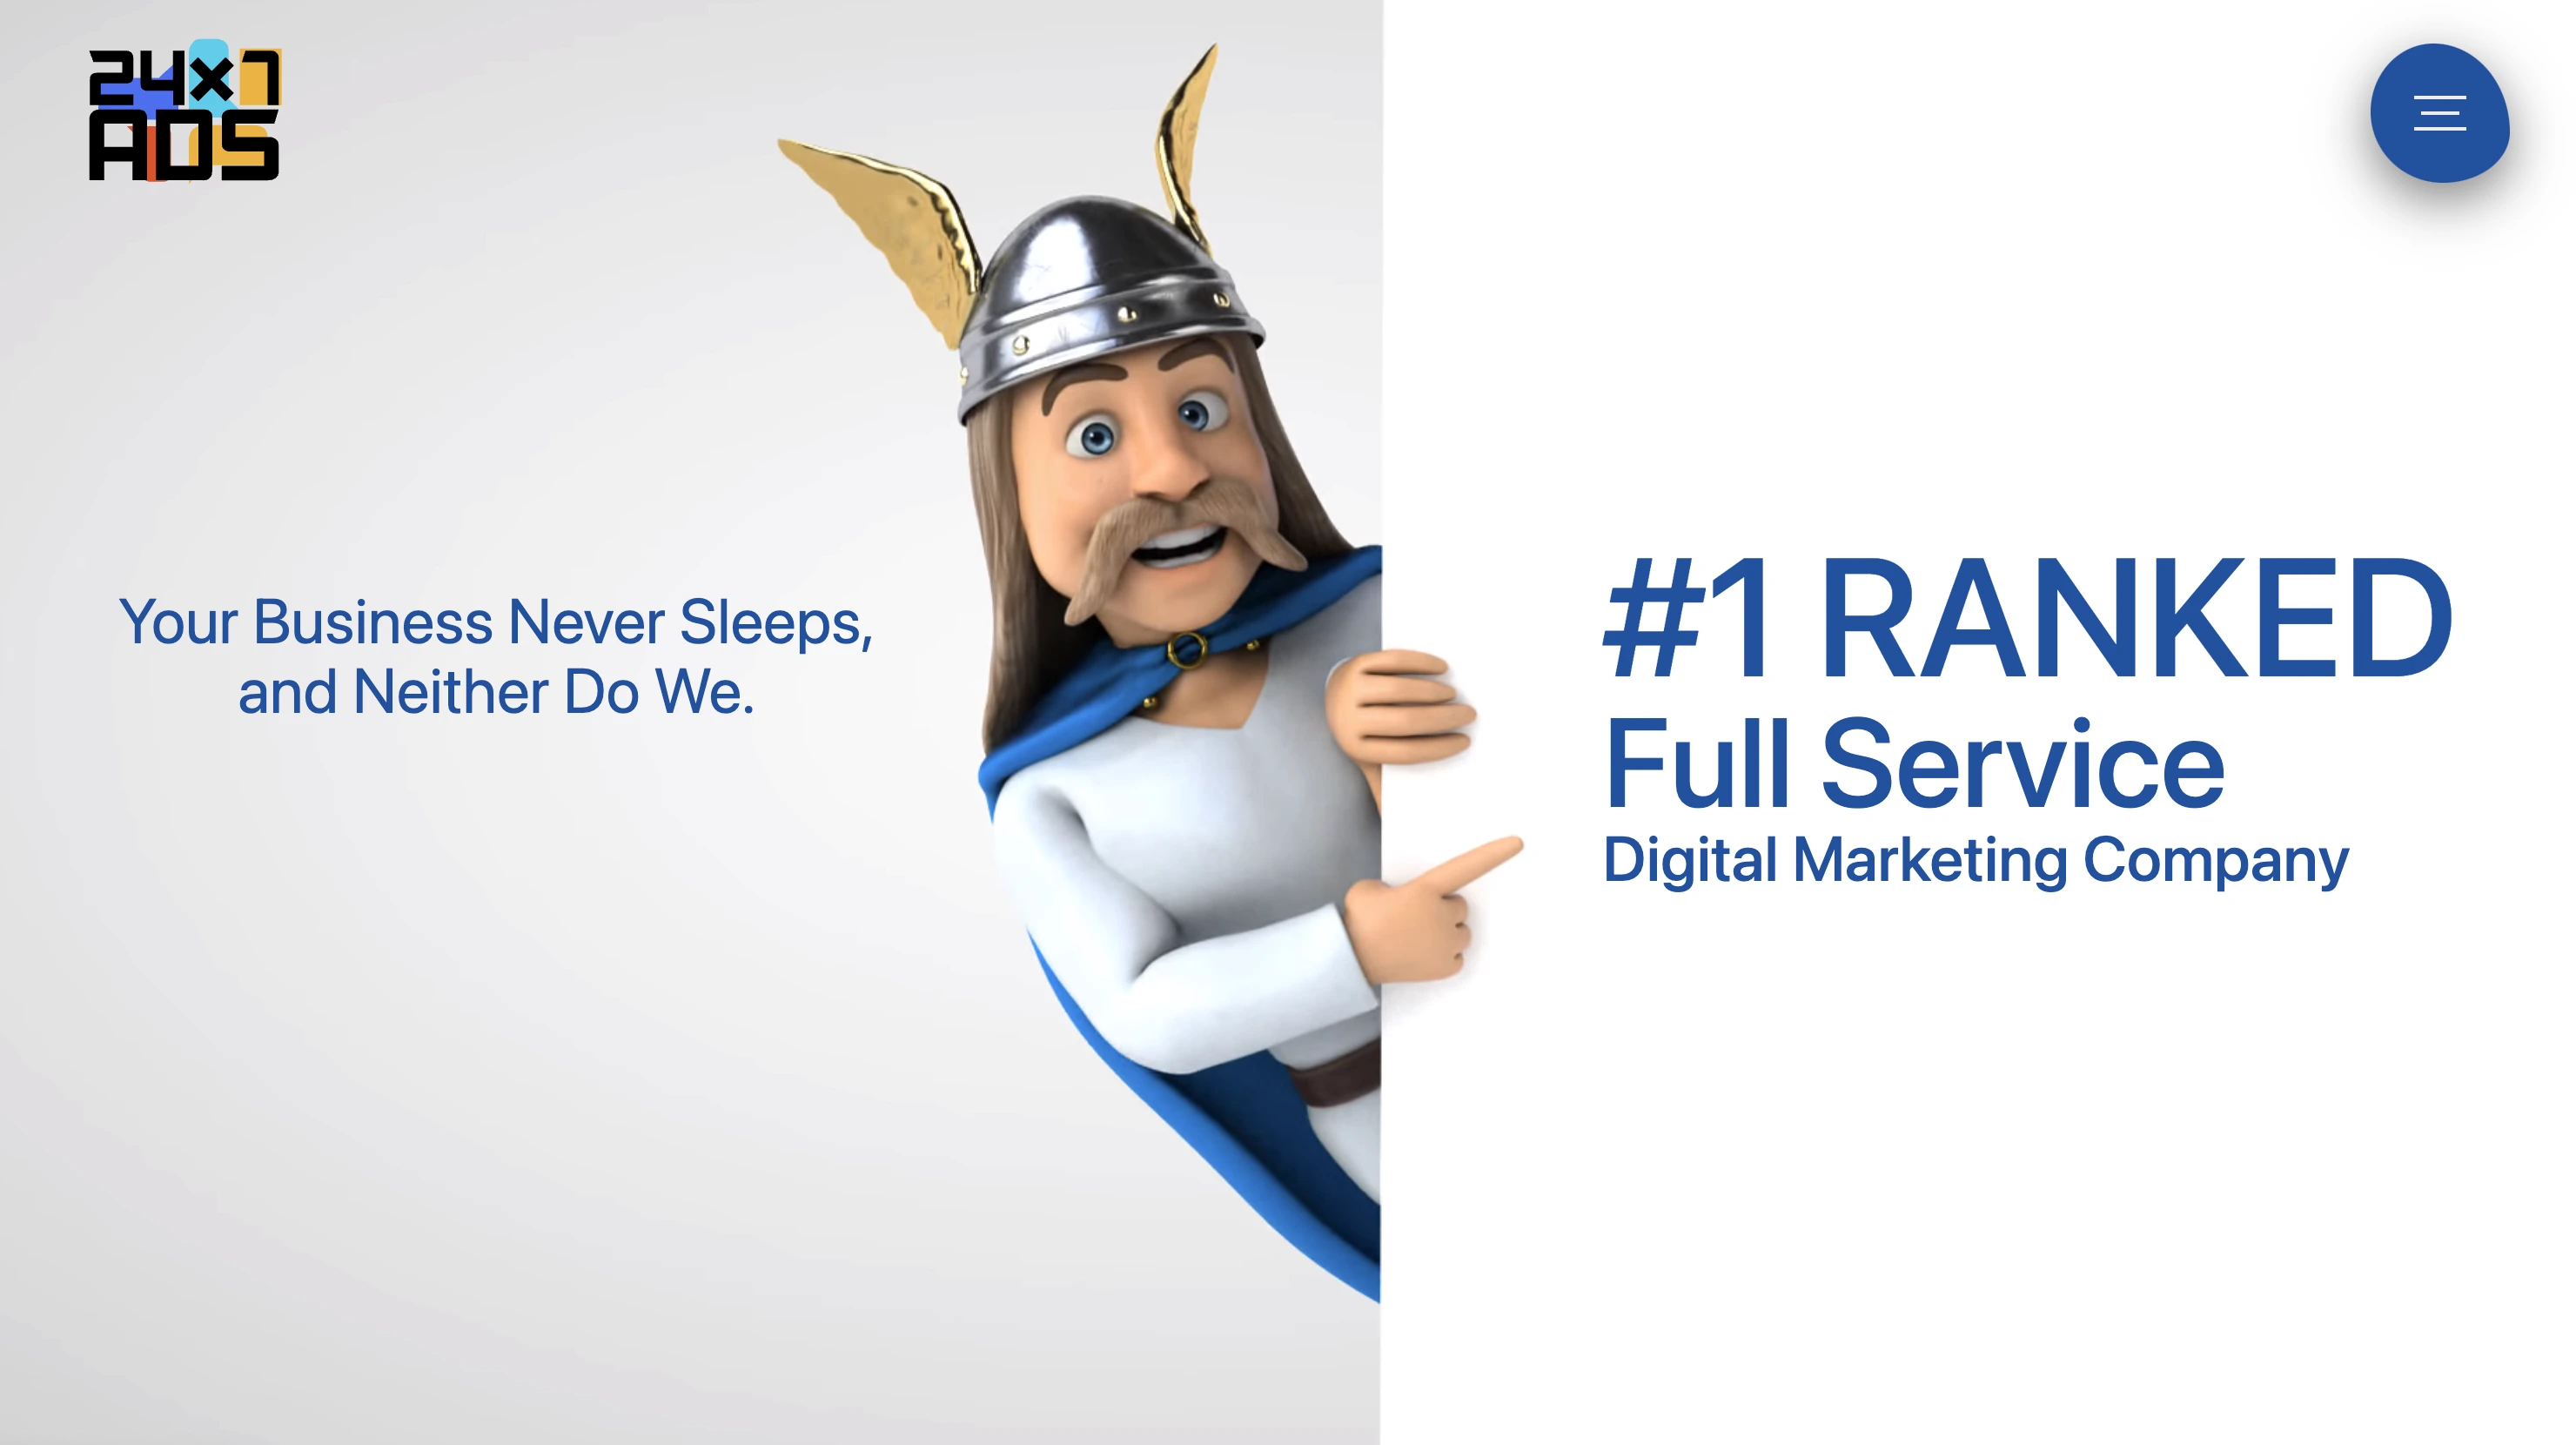 24x7
ADS
Your Business Never Sleeps,
and Neither Do We.
#1 RANKED
Full Service
Digital Marketing Company